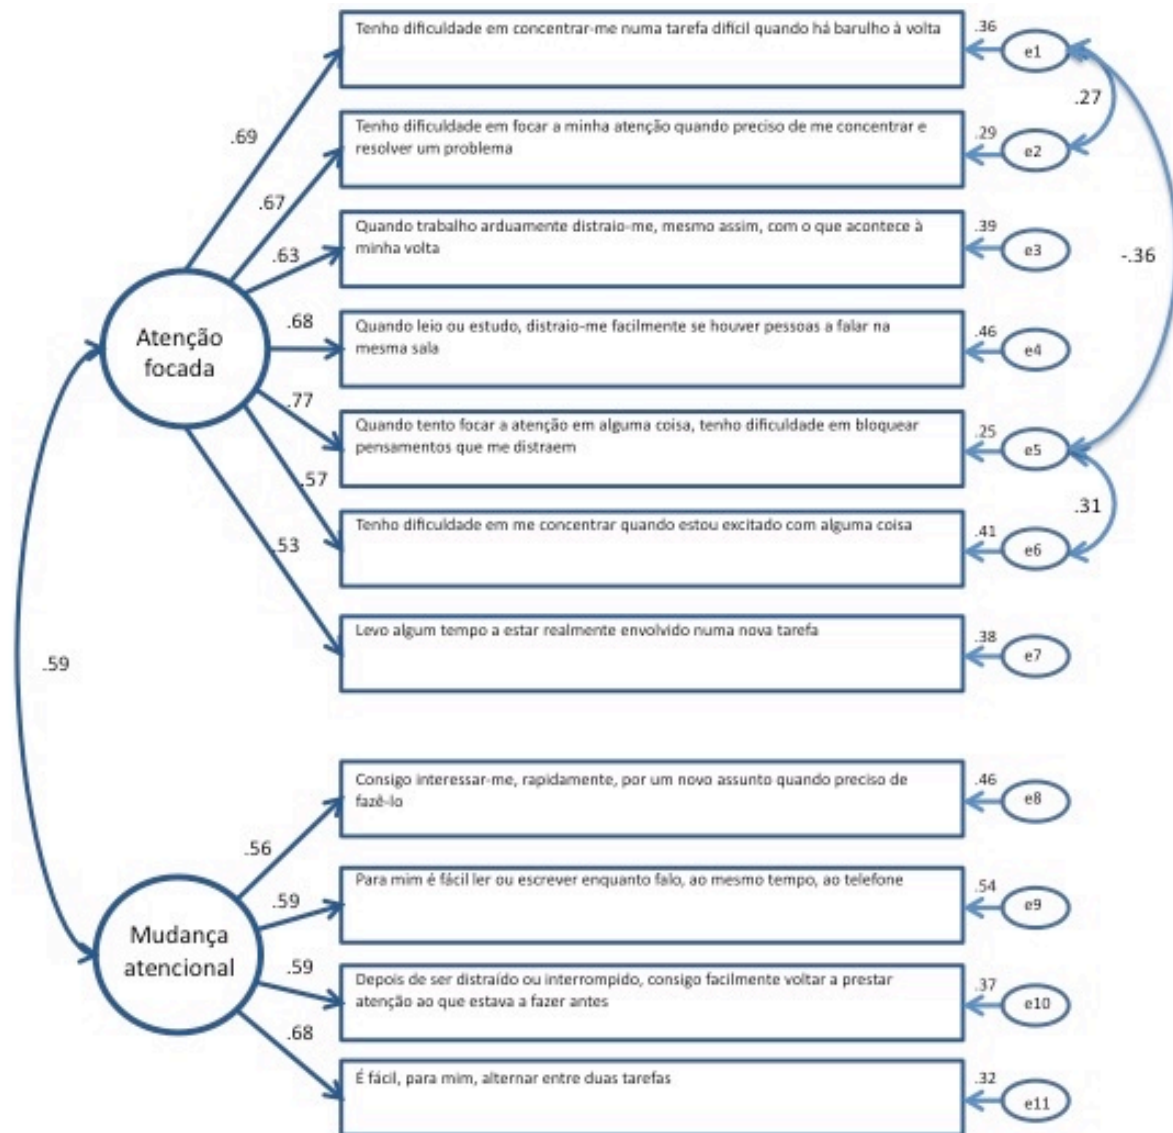 Tenho dificuldade em concentrar-me numa tarefa difícil quando há barulho à volta
.36
e1
.27
.69
Tenho dificuldade em focar a minha atenção quando preciso de me concentrar e
resolver um problema
.29
e2
.67
Quando trabalho arduamente distraio-me, mesmo assim, com o que acontece à
minha volta
.39
e3
-.36
.63
Atenção
focada
.68
Quando leio ou estudo, distraio-me facilmente se houver pessoas a falar na
mesma sala
.46
e4
.77
Quando tento focar a atenção em alguma coisa, tenho dificuldade em bloquear
pensamentos que me distraem
.25
e5
.57
.31
Tenho dificuldade em me concentrar quando estou excitado com alguma coisa
.41
e6
.53
Levo algum tempo a estar realmente envolvido numa nova tarefa
.38
e7
.59
Consigo interessar-me, rapidamente, por um novo assunto quando preciso de
fazê-lo
.46
e8
.56
Para mim é fácil ler ou escrever enquanto falo, ao mesmo tempo, ao telefone
.54
e9
.59
Mudança
atencional
.59
Depois de ser distraído ou interrompido, consigo facilmente voltar a prestar
atenção ao que estava a fazer antes
.37
e10
.68
É fácil, para mim, alternar entre duas tarefas
.32
e11